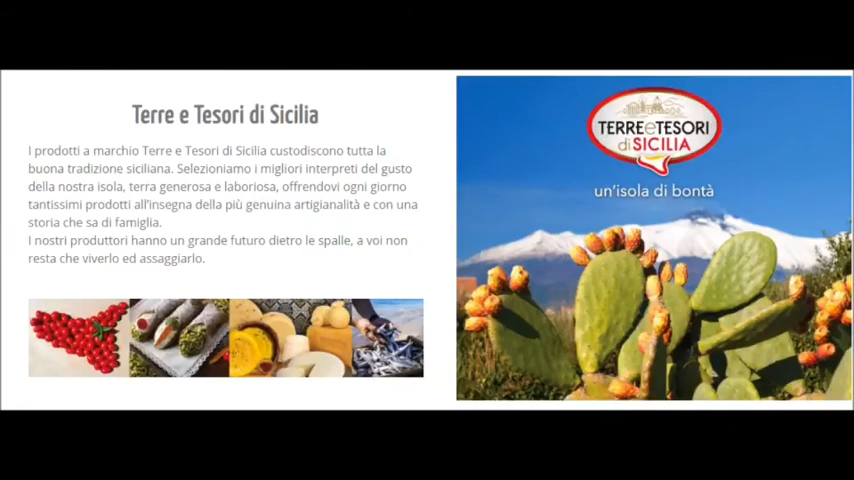 Terre e Tesori di Sicilia
I prodotti a marchio Terre e Tesori di Sicilia custodiscono tutta la
buona tradizione siciliana. Selezioniamo i migliori interpreti del gusto
della nostra isola, terra generosa e laboriosa, offrendovi ogni giorno
tantissimi prodotti all'insegna della più genuina artigianalità e con una
storia che sa di famiglia.
I nostri produttori hanno un grande futuro dietro le spalle, a voi non
resta che viverlo ed assaggiarlo.
TERREeTESORI
di SICILIA
un'isola di bontà